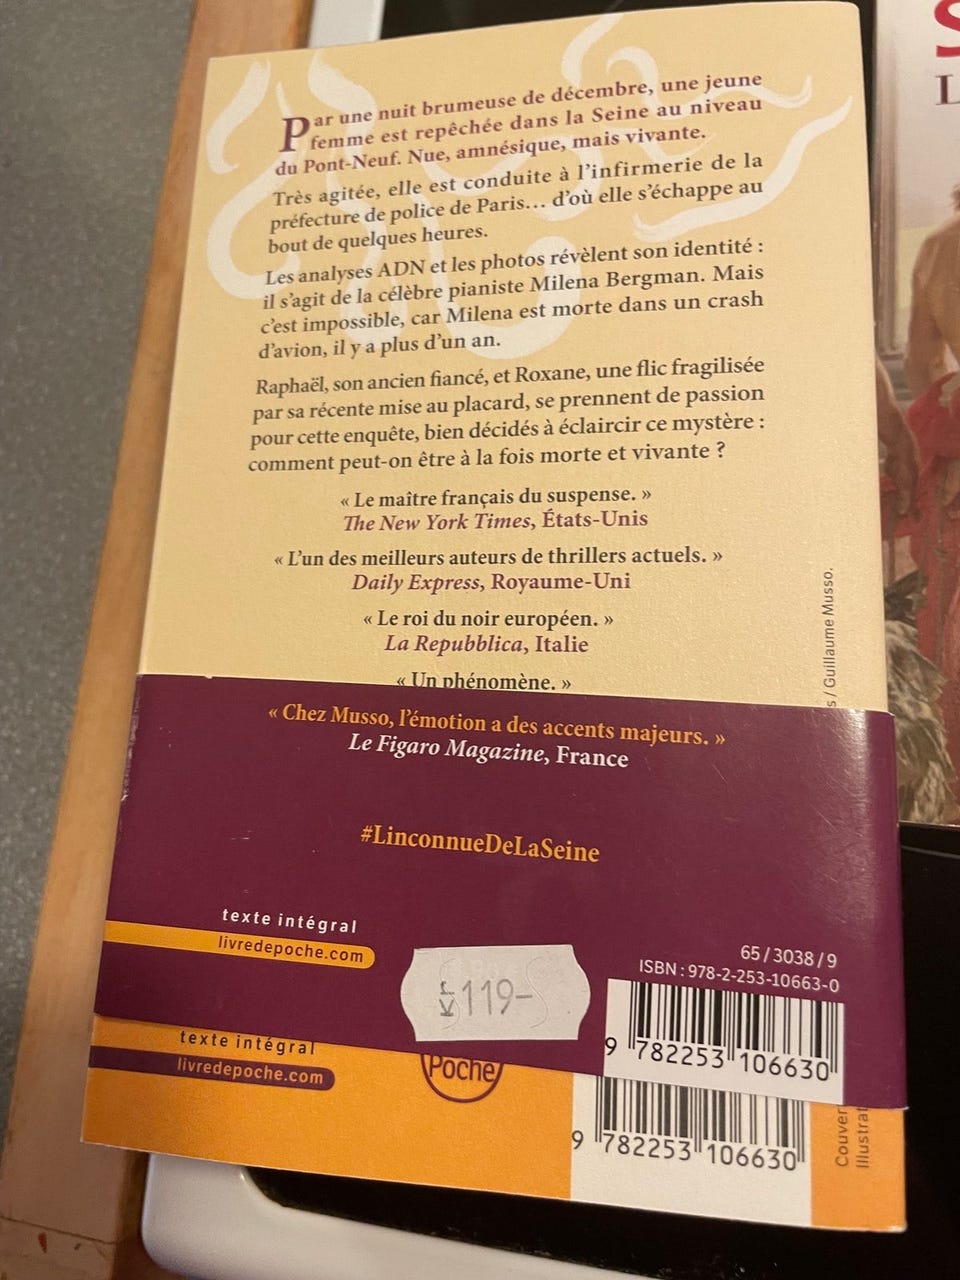 Par une nuit brumeuse de décembre, une jeune
femme est repêchée dans la Seine au niveau
du Pont-Neuf. Nue, amnésique, mais vivante.
Très agitée, elle est conduite à l'infirmerie de la
préfecture de police de Paris… d'où elle s'échappe au
bout de quelques heures.
Les analyses ADN et les photos révèlent son identité :
il s'agit de la célèbre pianiste Milena Bergman. Mais
c'est impossible, car Milena est morte dans un crash
d'avion, il y a plus d'un an.
Raphaël, son ancien fiancé, et Roxane, une flic fragilisée
par sa récente mise au placard, se prennent de passion
pour cette enquête, bien décidés à éclaircir ce mystère :
comment peut-on être à la fois morte et vivante ?
« Le maître français du suspense. »
The New York Times, États-Unis
« L'un des meilleurs auteurs de thrillers actuels. »
Daily Express, Royaume-Uni
« Le roi du noir européen. »
La Repubblica, Italie
« Un phénomène. »
s / Guillaume Musso.
« Chez Musso, l'émotion a des accents majeurs. »
Le Figaro Magazine, France
#LinconnueDeLaSeine
texte intégral
livredepoche.com
65 / 3038 / 9
ISBN : 978-2-253-10663-0
Kr 119-
9 782253 106630
texte intégral
livredepoche.com
Poche
9 782253 106630
Couver
Illustrat
S
L